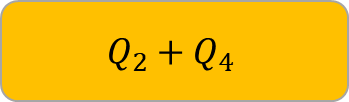 Q₂ + Q₄